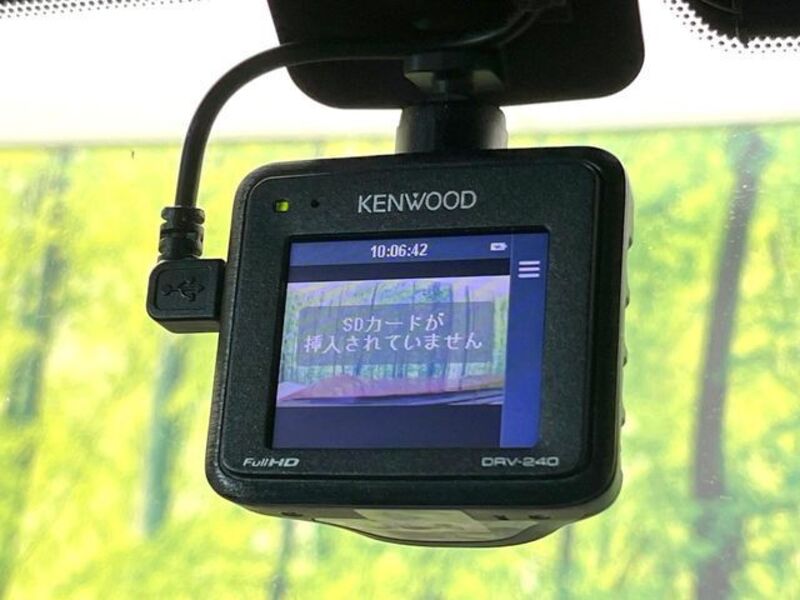 KENWOOD
10:06:42
SDカードが
挿入されていません
Full HD
DRV-240